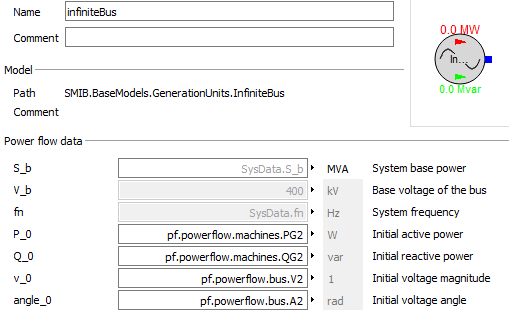 Name infiniteBus
Comment
0.0 MW
In...
0.0 Mvar
Model
Path SMIB.BaseModels.GenerationUnits.InfiniteBus
Comment
Power flow data
S_b SysData.S_b MVA System base power
V_b 400 kV Base voltage of the bus
fn SysData.fn Hz System frequency
P_0 pf.powerflow.machines.PG2 W Initial active power
Q_0 pf.powerflow.machines.QG2 var Initial reactive power
v_0 pf.powerflow.bus.V2 1 Initial voltage magnitude
angle_0 pf.powerflow.bus.A2 rad Initial voltage angle